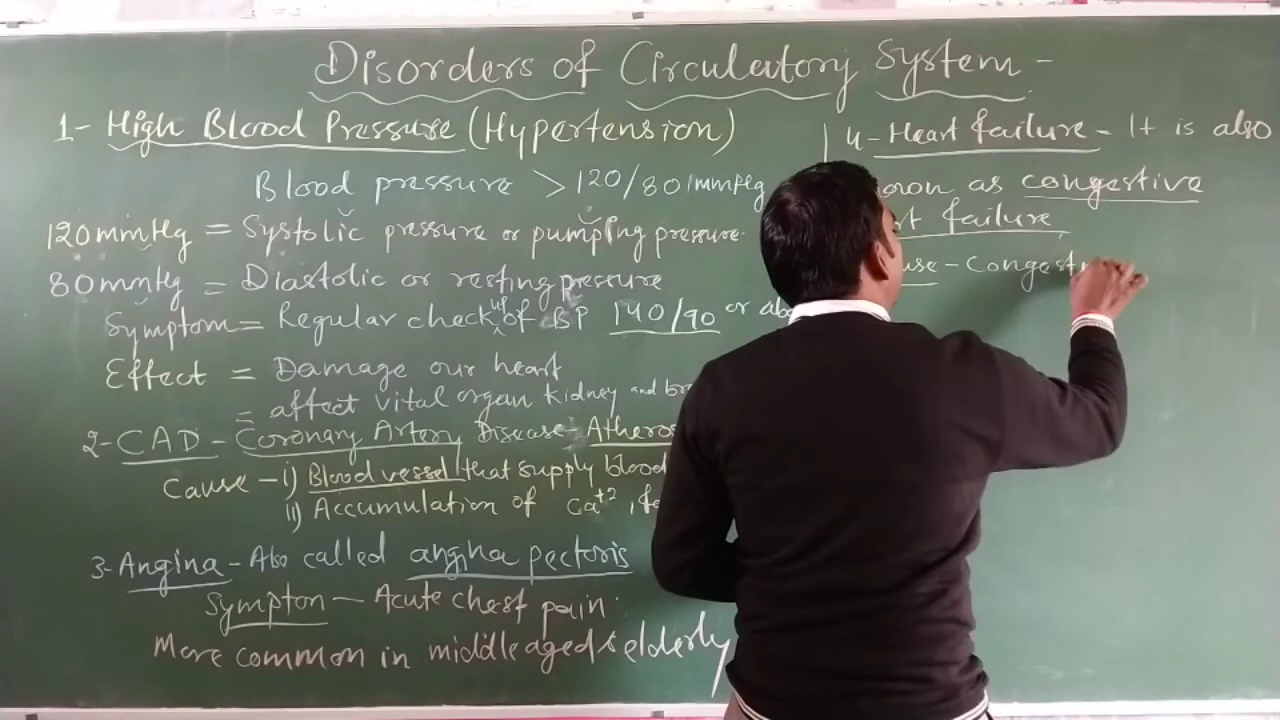 Disorders of Circulatory System -
1- High Blood Pressure (Hypertension)
Blood pressure > 120/80 mmHg
120mmHg = Systolic pressure or pumping pressure.
80mmHg = Diastolic or resting pressure
Symptom = Regular check up of BP 140/90 or
Effect = Damage our heart
= affect vital organ kidney and
2- CAD - Coronary Artery Disease -
Cause - i) Blood vessel that supply blood
ii) Accumulation of Ca+2,
3- Angina - Also called angina pectoris
Sympton - Acute chest pain.
More common in middle aged & elderly
4- Heart failure - It is also
as congestive
failure
- Congest